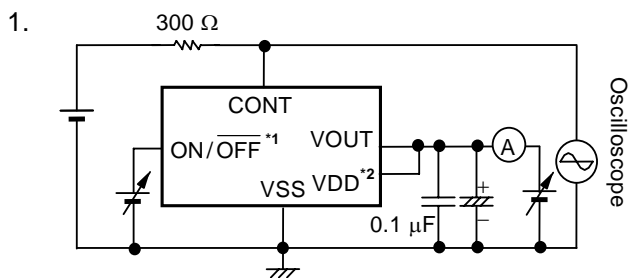 1.
300 Ω
CONT
ON/OFF *1
VOUT
VDD*2
VSS
A
+
−
0.1 μF
Oscilloscope